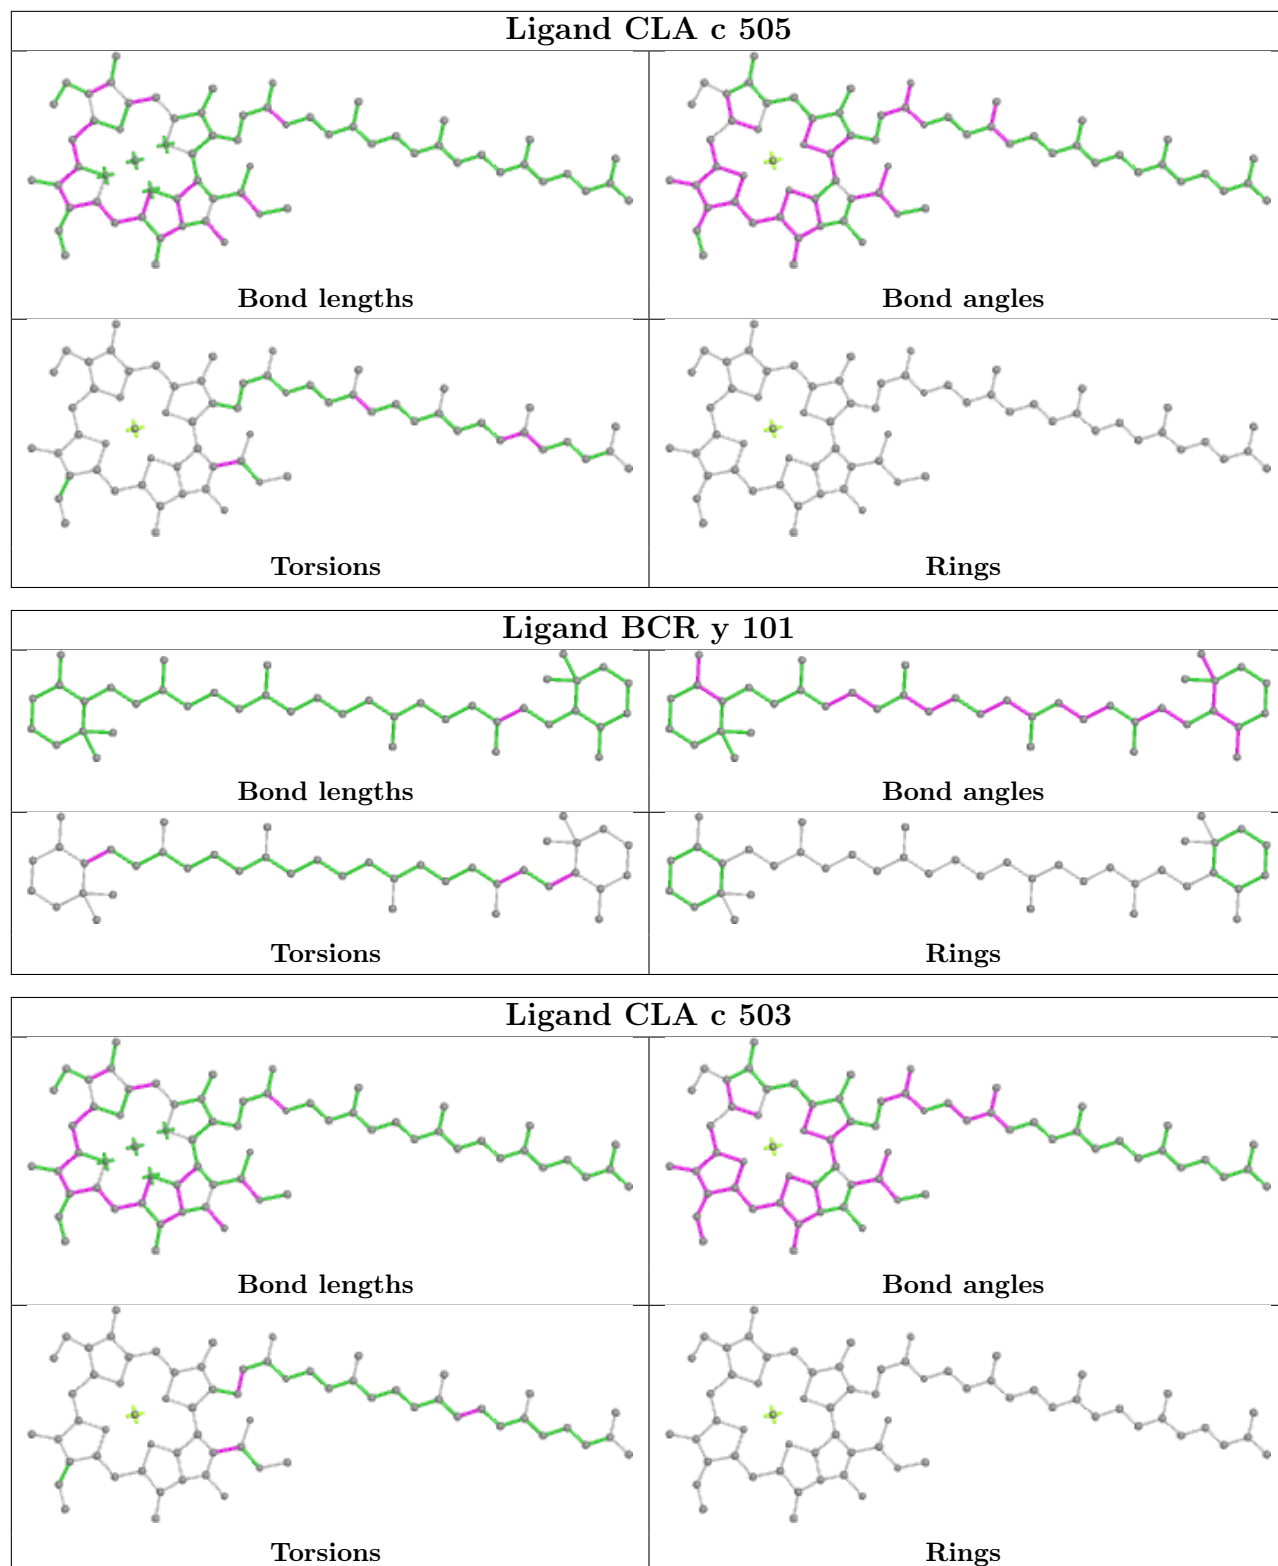 Ligand CLA c 505
Bond lengths
Bond angles
Torsions
Rings
Ligand BCR y 101
Bond lengths
Bond angles
Torsions
Rings
Ligand CLA c 503
Bond lengths
Bond angles
Torsions
Rings